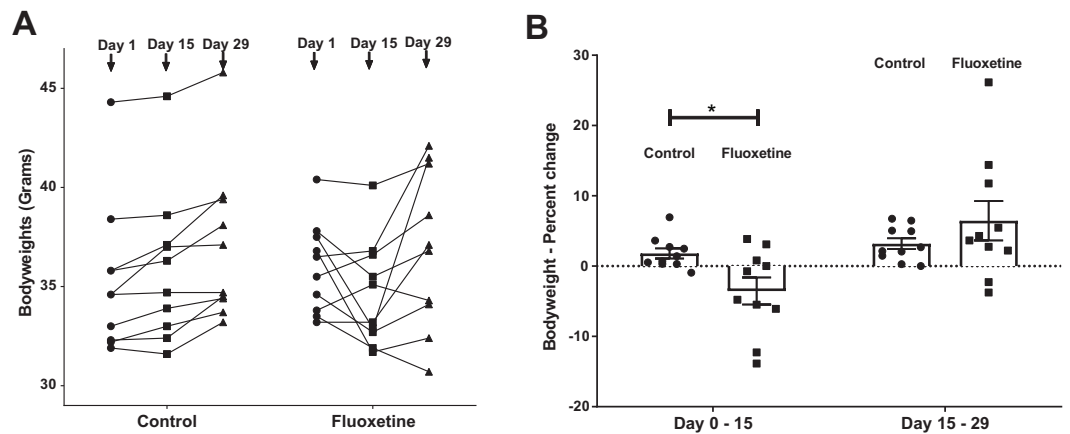 A
Day 1 Day 15 Day 29 Day 1 Day 15 Day 29
45
40
35
30
Bodyweights (Grams)
Control Fluoxetine
B
30
20
10
0
-10
-20
Bodyweight - Percent change
Control Fluoxetine
*
Control Fluoxetine
Day 0 - 15 Day 15 - 29